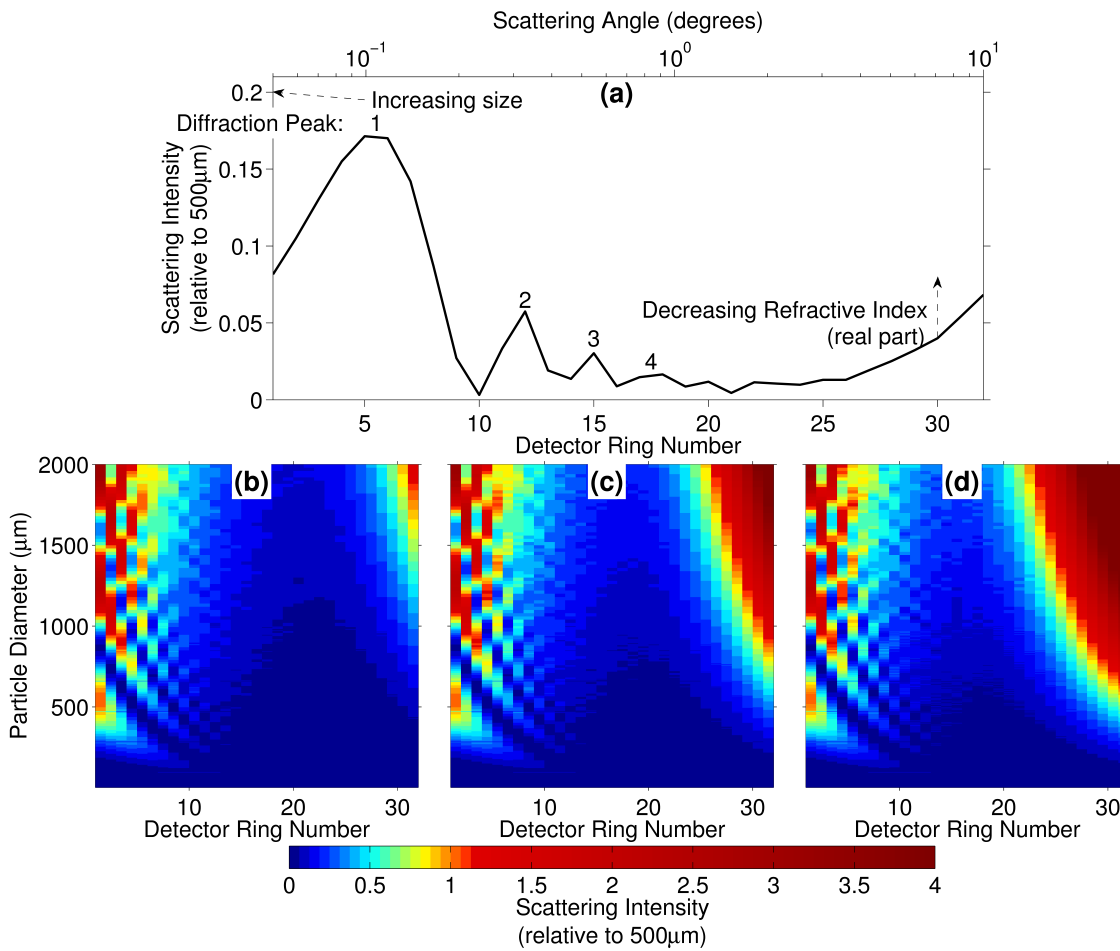 Scattering Angle (degrees)
10⁻¹ 10⁰ 10¹
(a)
Increasing size
Diffraction Peak: 1
2
3
4
Decreasing Refractive Index
(real part)
Scattering Intensity
(relative to 500μm)
0.2
0.15
0.1
0.05
0
5 10 15 20 25 30
Detector Ring Number
(b) (c) (d)
Particle Diameter (μm)
2000
1500
1000
500
10 20 30 10 20 30 10 20 30
Detector Ring Number Detector Ring Number Detector Ring Number
0 0.5 1 1.5 2 2.5 3 3.5 4
Scattering Intensity
(relative to 500μm)